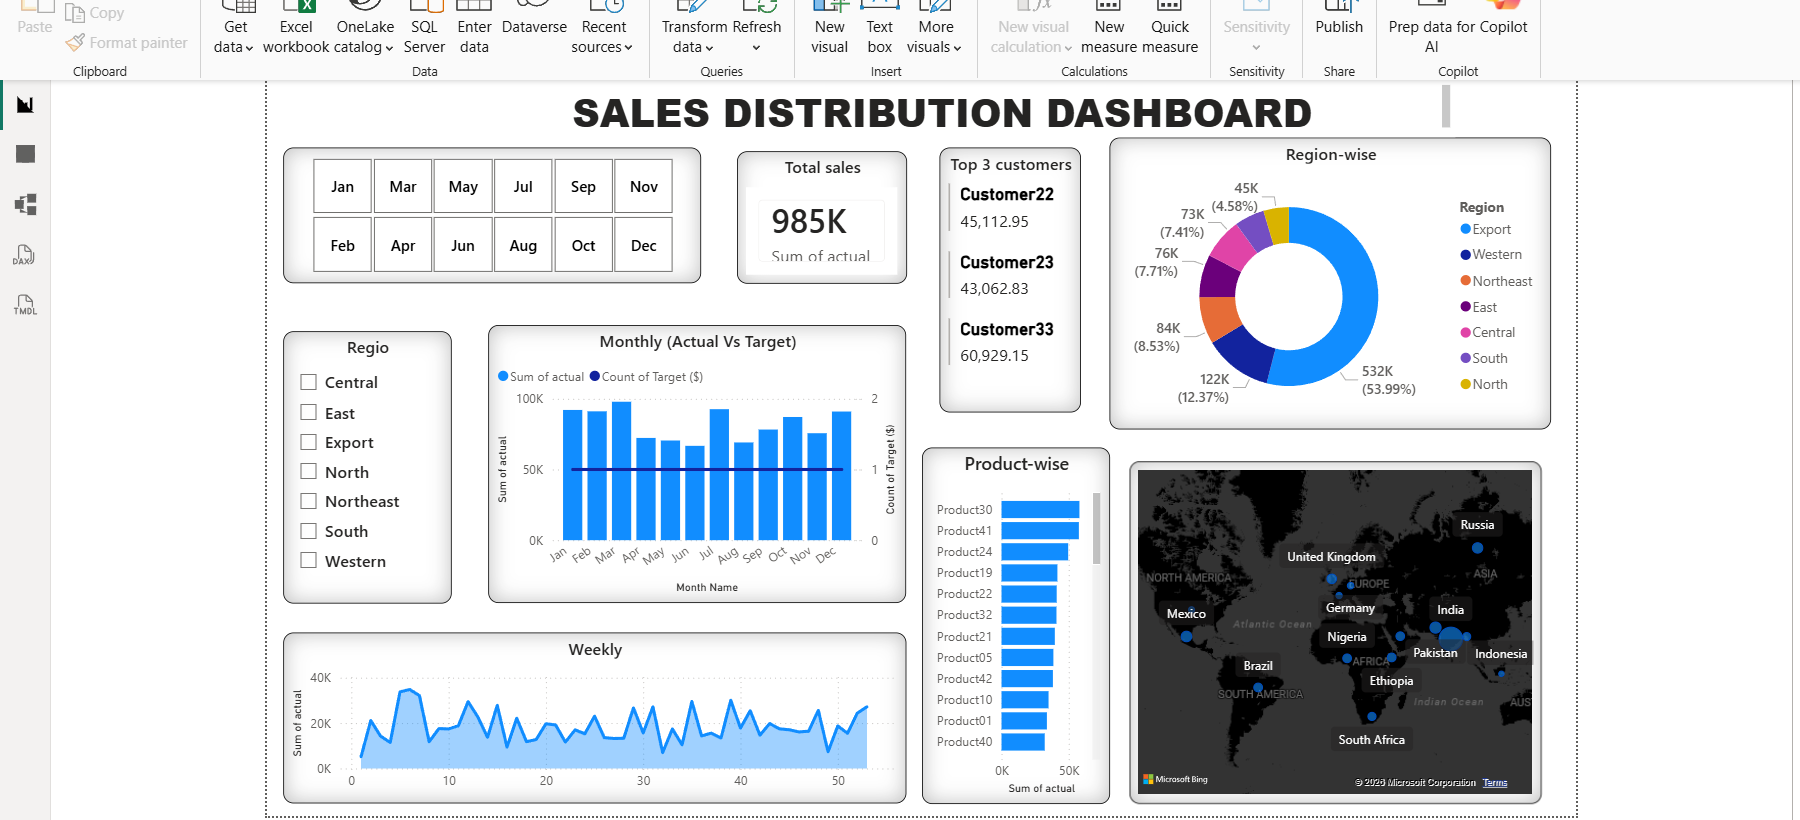 Paste
Copy
Format painter
Clipboard
Get data
Excel workbook
OneLake catalog
SQL Server
Enter data
Dataverse
Recent sources
Data
Transform data
Refresh
Queries
New visual
Text box
More visuals
Insert
New visual calculation
New measure
Quick measure
Calculations
Sensitivity
Sensitivity
Publish
Share
Prep data for AI
Copilot
Copilot
DAX
TMDL
SALES DISTRIBUTION DASHBOARD
Jan
Mar
May
Jul
Sep
Nov
Feb
Apr
Jun
Aug
Oct
Dec
Total sales
985K
Sum of actual
Top 3 customers
Customer22
45,112.95
Customer23
43,062.83
Customer33
60,929.15
Region-wise
45K
(4.58%)
73K
(7.41%)
76K
(7.71%)
84K
(8.53%)
122K
(12.37%)
532K
(53.99%)
Region
Export
Western
Northeast
East
Central
South
North
Regio
Central
East
Export
North
Northeast
South
Western
Monthly (Actual Vs Target)
Sum of actual
Count of Target ($)
100K
50K
0K
2
1
0
Sum of actual
Count of Target ($)
Jan
Feb
Mar
Apr
May
Jun
Jul
Aug
Sep
Oct
Nov
Dec
Month Name
Product-wise
Product30
Product41
Product24
Product19
Product22
Product32
Product21
Product05
Product42
Product10
Product01
Product40
0K
50K
Sum of actual
Weekly
Sum of actual
40K
20K
0K
0
10
20
30
40
50
Russia
United Kingdom
NORTH AMERICA
EUROPE
ASIA
Mexico
Germany
India
Atlantic Ocean
Nigeria
Pakistan
Indonesia
Brazil
AFRICA
SOUTH AMERICA
Ethiopia
Indian Ocean
AUS
South Africa
Microsoft Bing
© 2026 Microsoft Corporation
Terms